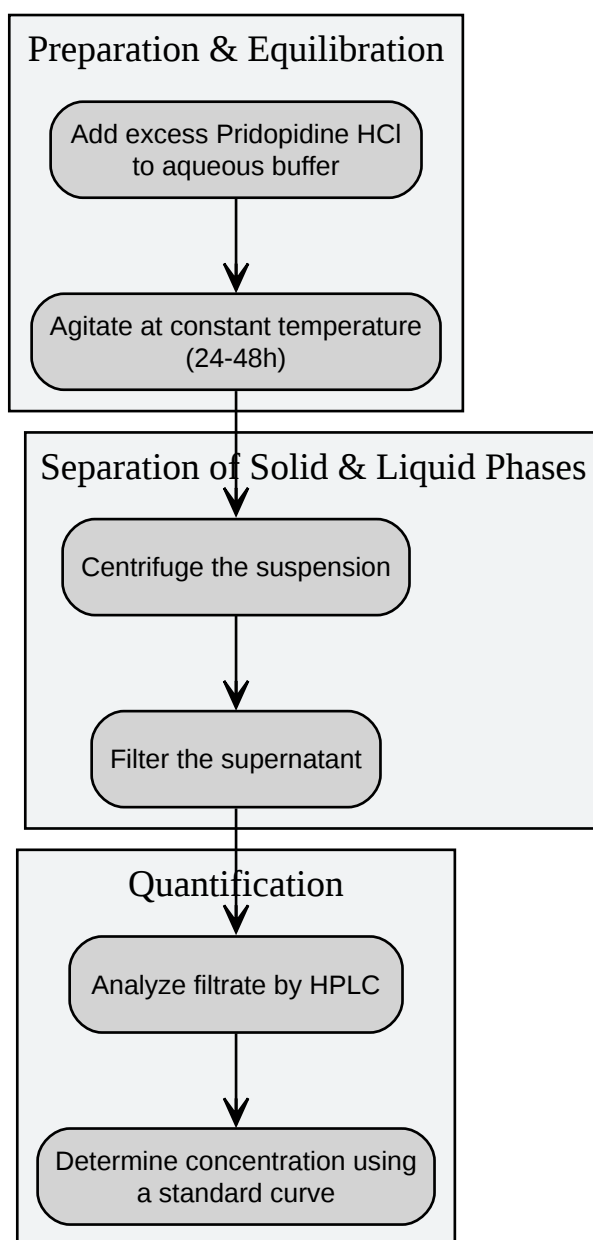 Preparation & Equilibration
Add excess Pridopidine HCl
to aqueous buffer
Agitate at constant temperature
(24-48h)
Separation of Solid & Liquid Phases
Centrifuge the suspension
Filter the supernatant
Quantification
Analyze filtrate by HPLC
Determine concentration using
a standard curve